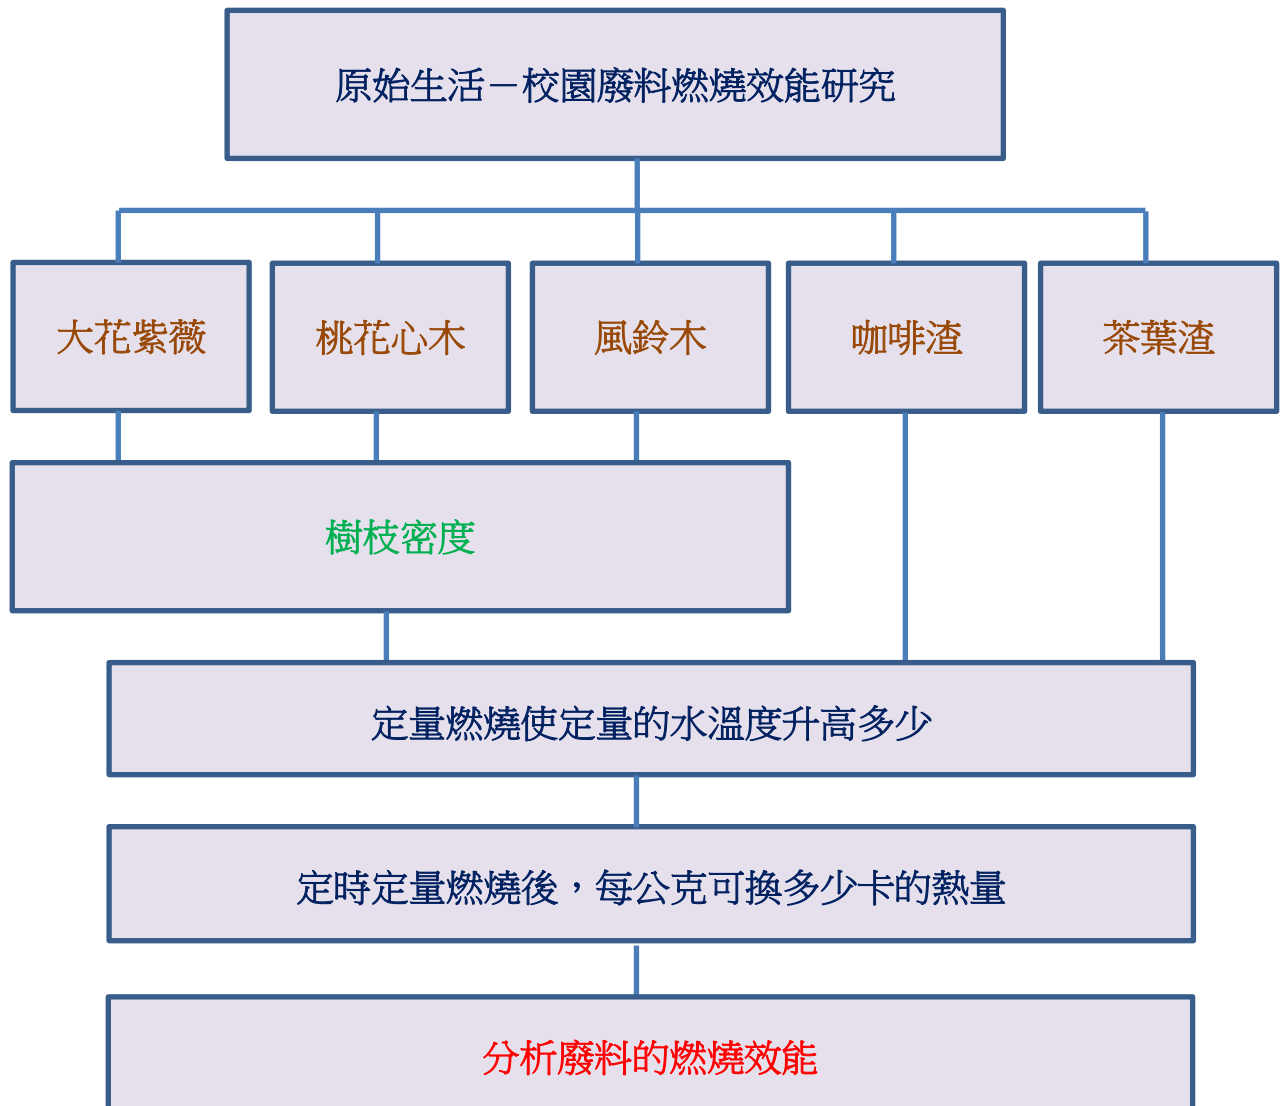 原始生活－校園廢料燃燒效能研究
大花紫薇
桃花心木
風鈴木
咖啡渣
茶葉渣
樹枝密度
定量燃燒使定量的水溫度升高多少
定時定量燃燒後，每公克可換多少卡的熱量
分析廢料的燃燒效能